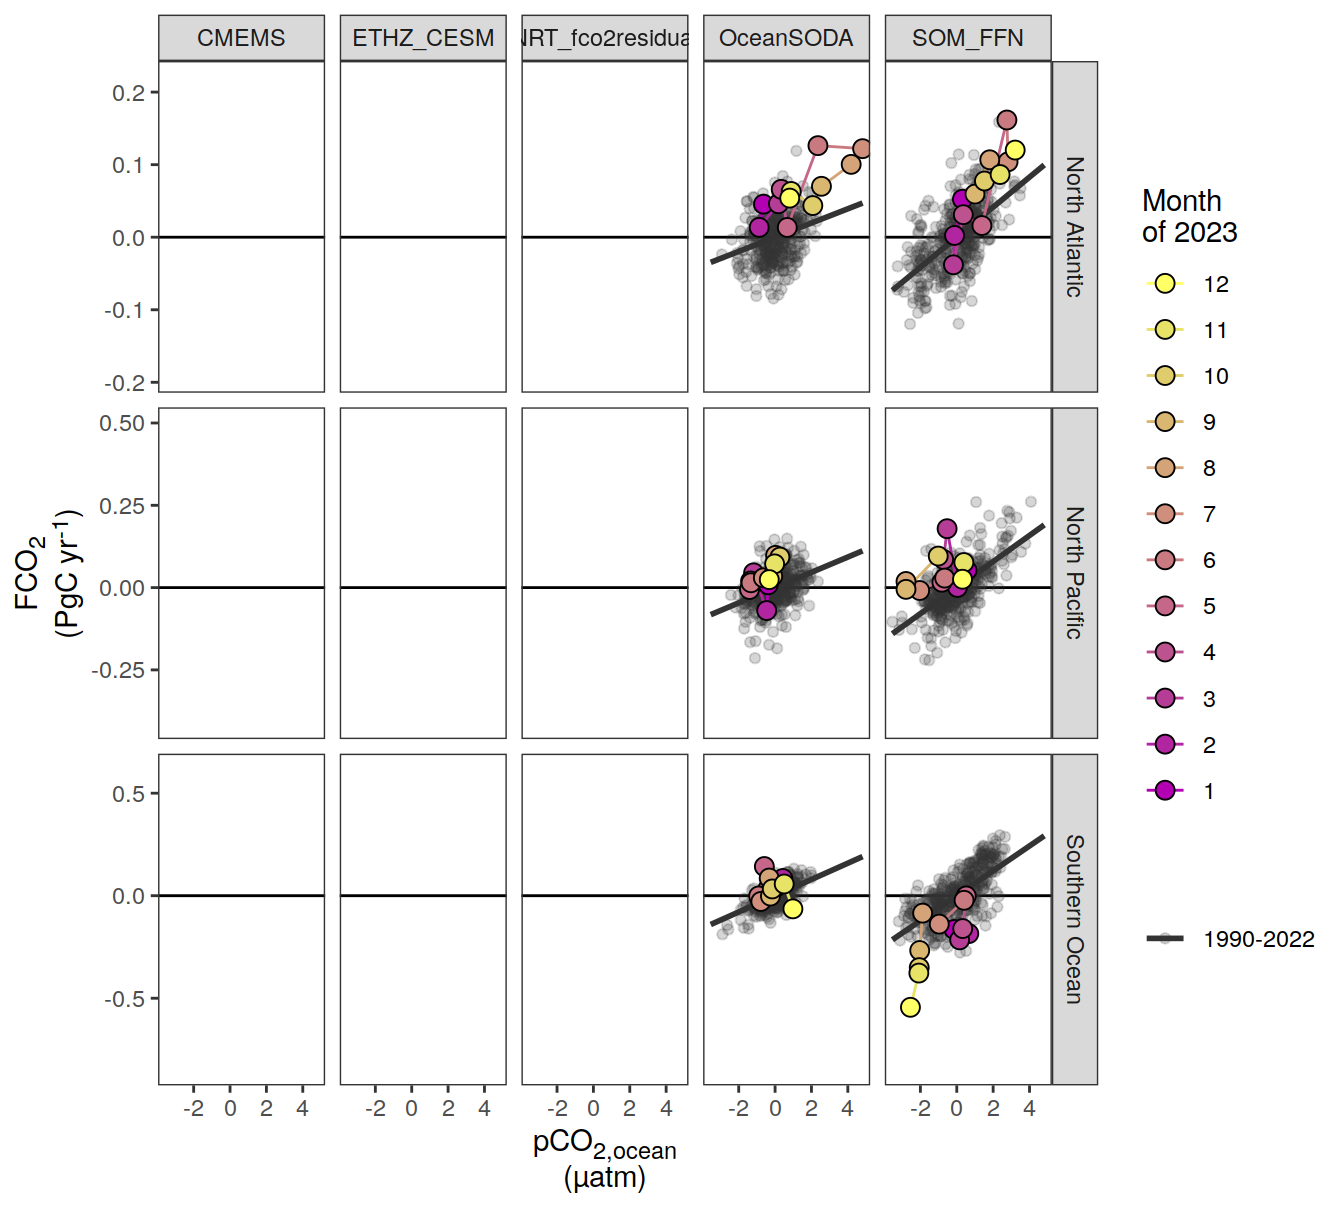 CMEMS
ETHZ_CESM
NRT_fco2residua
OceanSODA
SOM_FFN
0.2
0.1
0.0
-0.1
-0.2
North Atlantic
0.50
0.25
0.00
-0.25
North Pacific
0.5
0.0
-0.5
Southern Ocean
FCO2
(PgC yr-1)
-2 0 2 4
-2 0 2 4
-2 0 2 4
-2 0 2 4
-2 0 2 4
pCO2,ocean
(µatm)
Month
of 2023
12
11
10
9
8
7
6
5
4
3
2
1
1990-2022